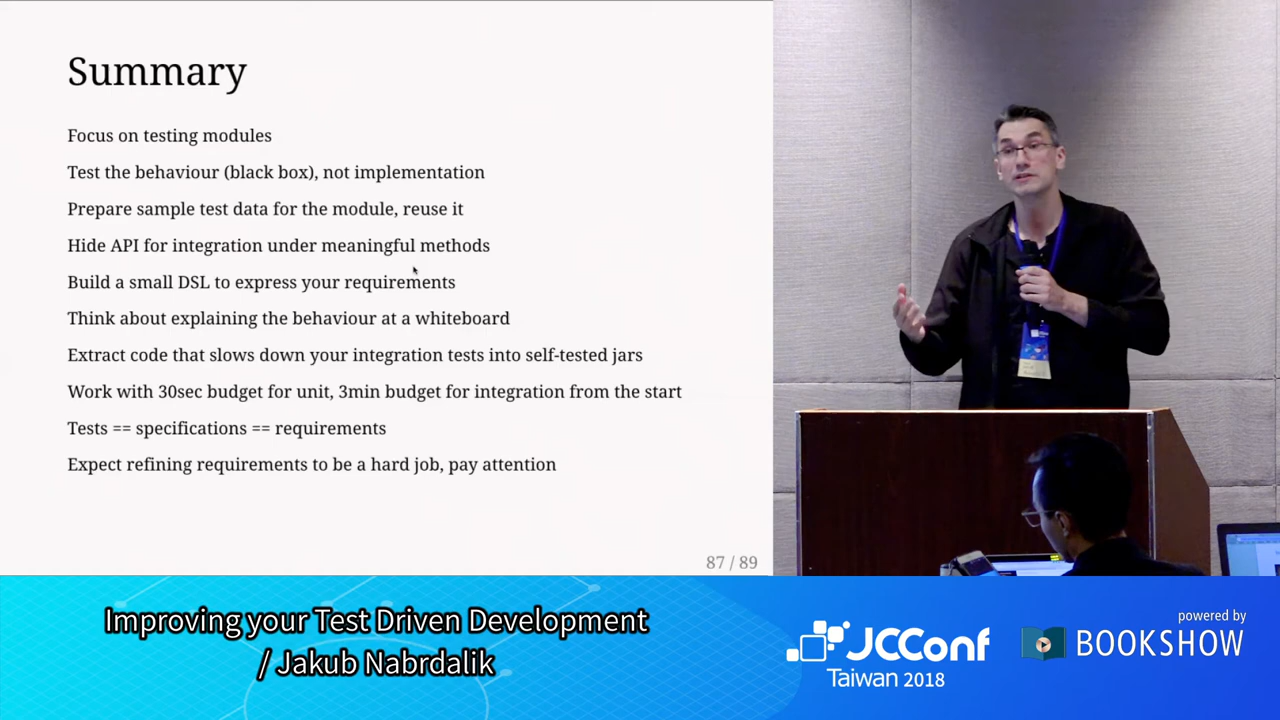 Summary
Focus on testing modules
Test the behaviour (black box), not implementation
Prepare sample test data for the module, reuse it
Hide API for integration under meaningful methods
Build a small DSL to express your requirements
Think about explaining the behaviour at a whiteboard
Extract code that slows down your integration tests into self-tested jars
Work with 30sec budget for unit, 3min budget for integration from the start
Tests == specifications == requirements
Expect refining requirements to be a hard job, pay attention
87 / 89
Improving your Test Driven Development
/ Jakub Nabrdalik
JCConf
Taiwan 2018
powered by
BOOKSHOW